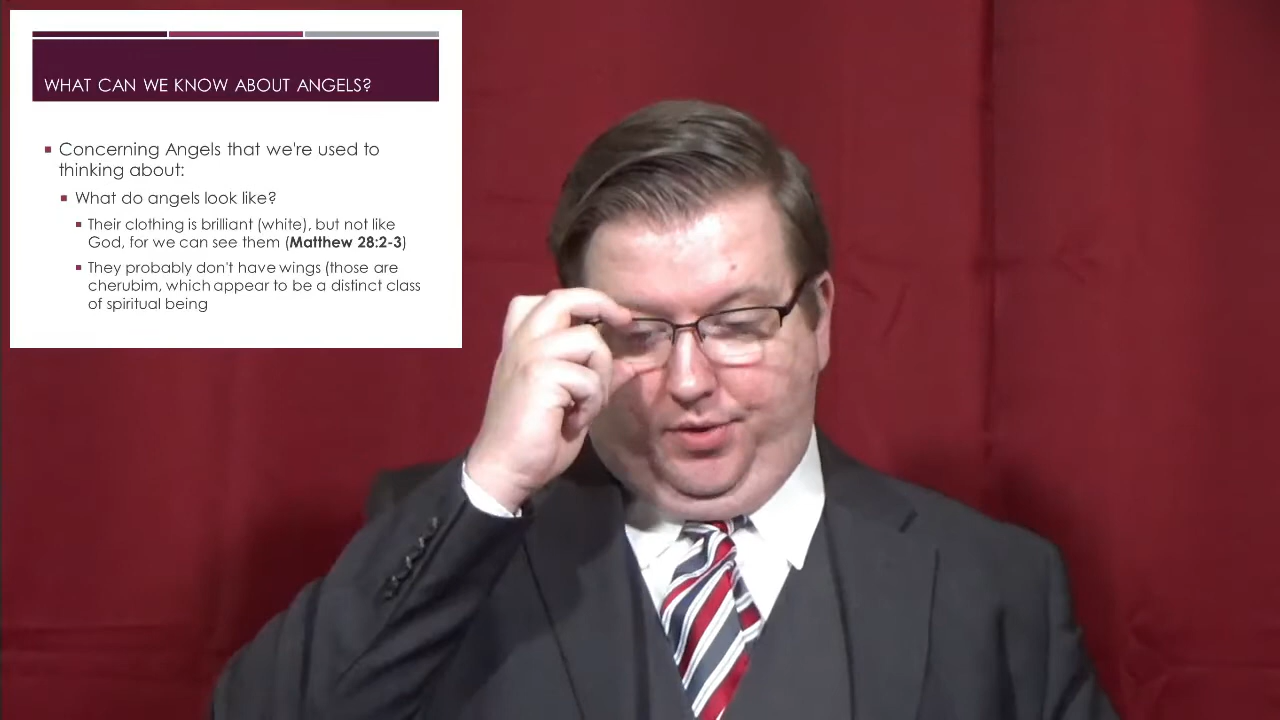 WHAT CAN WE KNOW ABOUT ANGELS?
Concerning Angels that we're used to
thinking about:
What do angels look like?
Their clothing is brilliant (white), but not like
God, for we can see them (Matthew 28:2-3)
They probably don't have wings (those are
cherubim, which appear to be a distinct class
of spiritual being